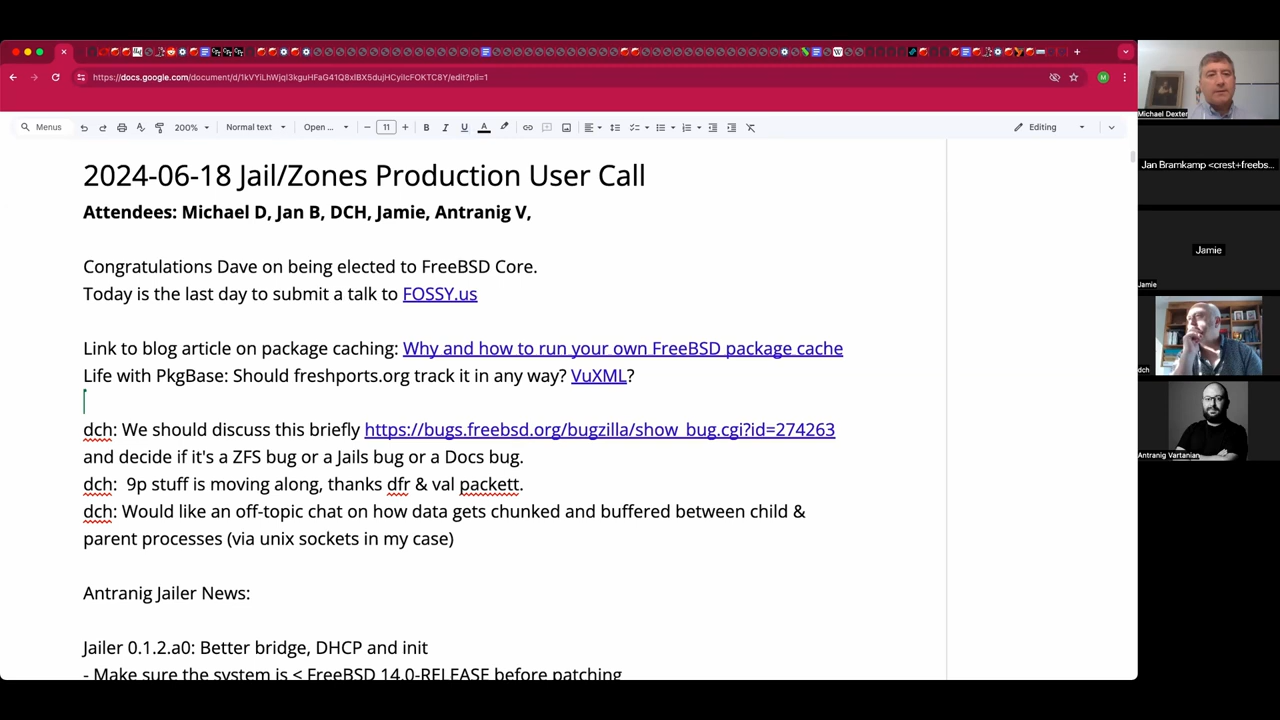 https://docs.google.com/document/d/1kVYiLhWjqI3kguHFaG41Q8xlBX5dujHCyiIcFOKTC8Y/edit?pli=1
M
Menus
200%
Normal text
Open ...
11
B I U A
Editing
2024-06-18 Jail/Zones Production User Call
Attendees: Michael D, Jan B, DCH, Jamie, Antranig V,
Congratulations Dave on being elected to FreeBSD Core.
Today is the last day to submit a talk to FOSSY.us
Link to blog article on package caching: Why and how to run your own FreeBSD package cache
Life with PkgBase: Should freshports.org track it in any way? VuXML?
dch: We should discuss this briefly https://bugs.freebsd.org/bugzilla/show_bug.cgi?id=274263
and decide if it's a ZFS bug or a Jails bug or a Docs bug.
dch:  9p stuff is moving along, thanks dfr & val packett.
dch: Would like an off-topic chat on how data gets chunked and buffered between child &
parent processes (via unix sockets in my case)
Antranig Jailer News:
Jailer 0.1.2.a0: Better bridge, DHCP and init
- Make sure the system is < FreeBSD 14.0-RELEASE before patching
Michael Dexter
Jan Bramkamp <crest+freebs...
Jamie
Jamie
dch
Antranig Vartanian